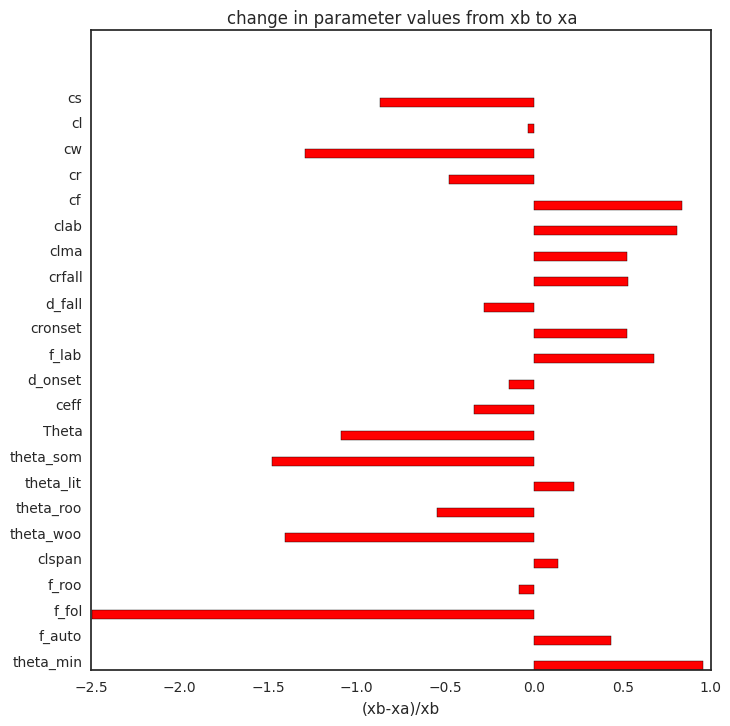 change in parameter values from xb to xa
cs
cl
cw
cr
cf
clab
clma
crfall
d_fall
cronset
f_lab
d_onset
ceff
Theta
theta_som
theta_lit
theta_roo
theta_woo
clspan
f_roo
f_fol
f_auto
theta_min
−2.5 −2.0 −1.5 −1.0 −0.5 0.0 0.5 1.0
(xb-xa)/xb